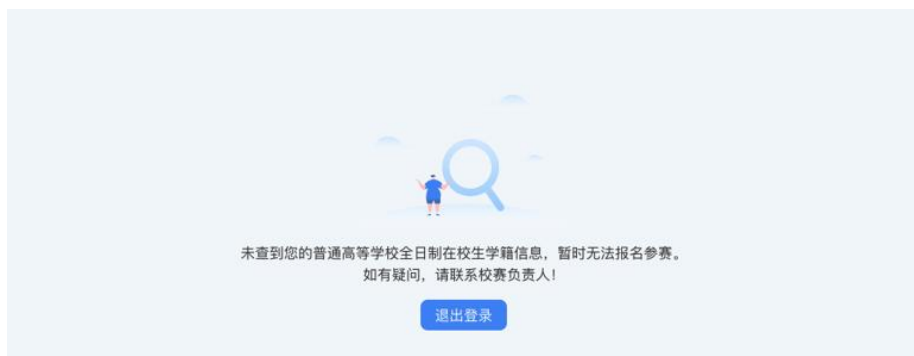 未查到您的普通高等学校全日制在校生学籍信息，暂时无法报名参赛。
如有疑问，请联系校赛负责人！
退出登录